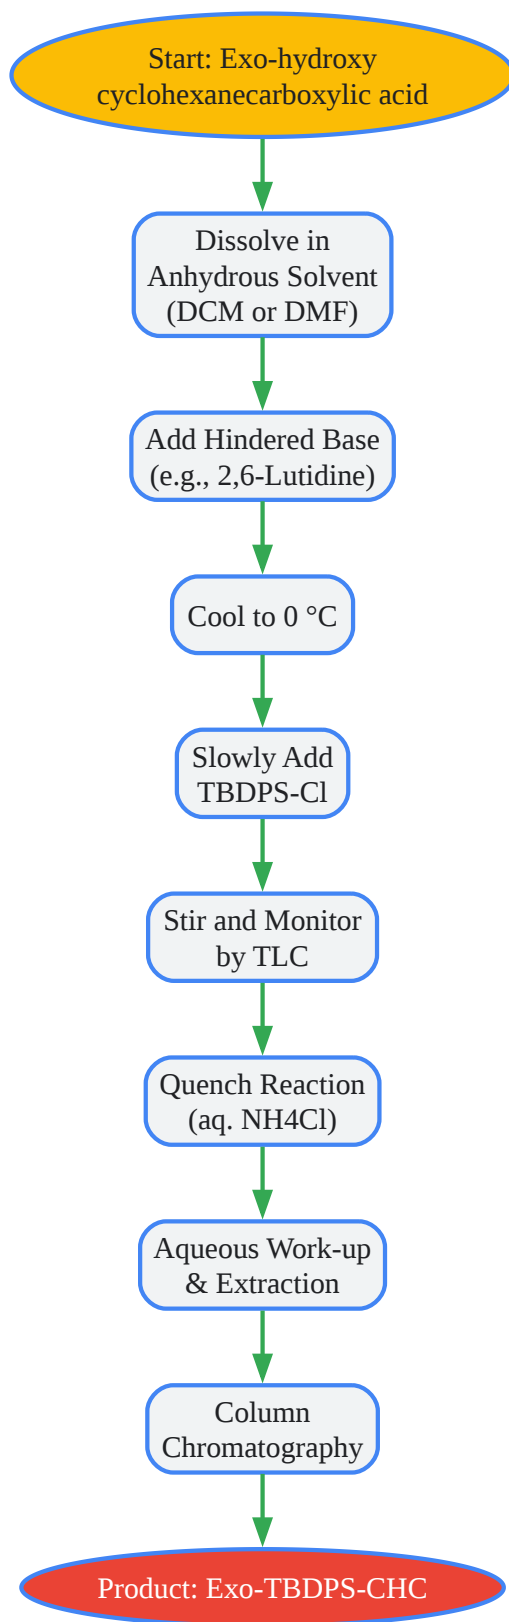 Start: Exo-hydroxy
cyclohexanecarboxylic acid
Dissolve in
Anhydrous Solvent
(DCM or DMF)
Add Hindered Base
(e.g., 2,6-Lutidine)
Cool to 0 °C
Slowly Add
TBDPS-Cl
Stir and Monitor
by TLC
Quench Reaction
(aq. NH4Cl)
Aqueous Work-up
& Extraction
Column
Chromatography
Product: Exo-TBDPS-CHC